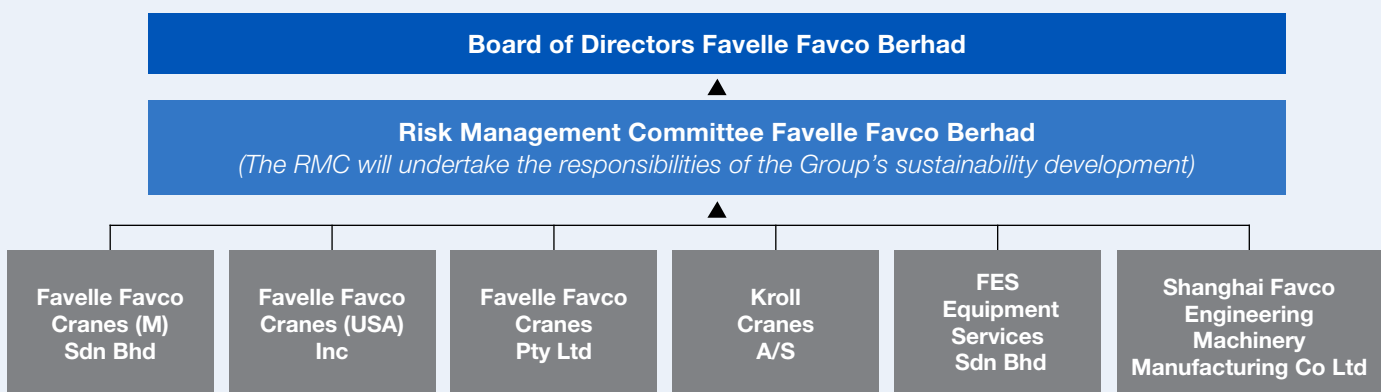 Board of Directors Favelle Favco Berhad
Risk Management Committee Favelle Favco Berhad
(The RMC will undertake the responsibilities of the Group’s sustainability development)
Favelle Favco
Cranes (M)
Sdn Bhd
Favelle Favco
Cranes (USA)
Inc
Favelle Favco
Cranes
Pty Ltd
Kroll
Cranes
A/S
FES
Equipment
Services
Sdn Bhd
Shanghai Favco
Engineering
Machinery
Manufacturing Co Ltd